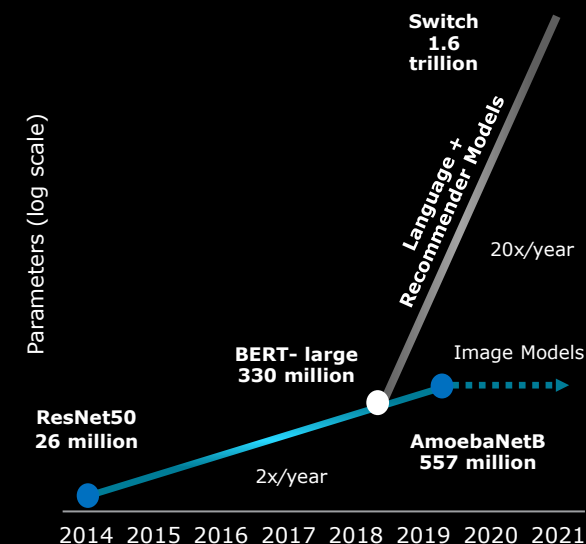 Switch
1.6
trillion
Parameters (log scale)
Language +
Recommender Models
20x/year
BERT- large
330 million
Image Models
ResNet50
26 million
AmoebaNetB
557 million
2x/year
2014 2015 2016 2017 2018 2019 2020 2021